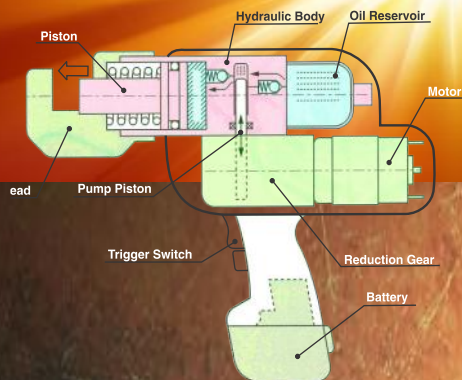 Hydraulic Body
Oil Reservoir
Piston
Motor
ead
Pump Piston
Trigger Switch
Reduction Gear
Battery